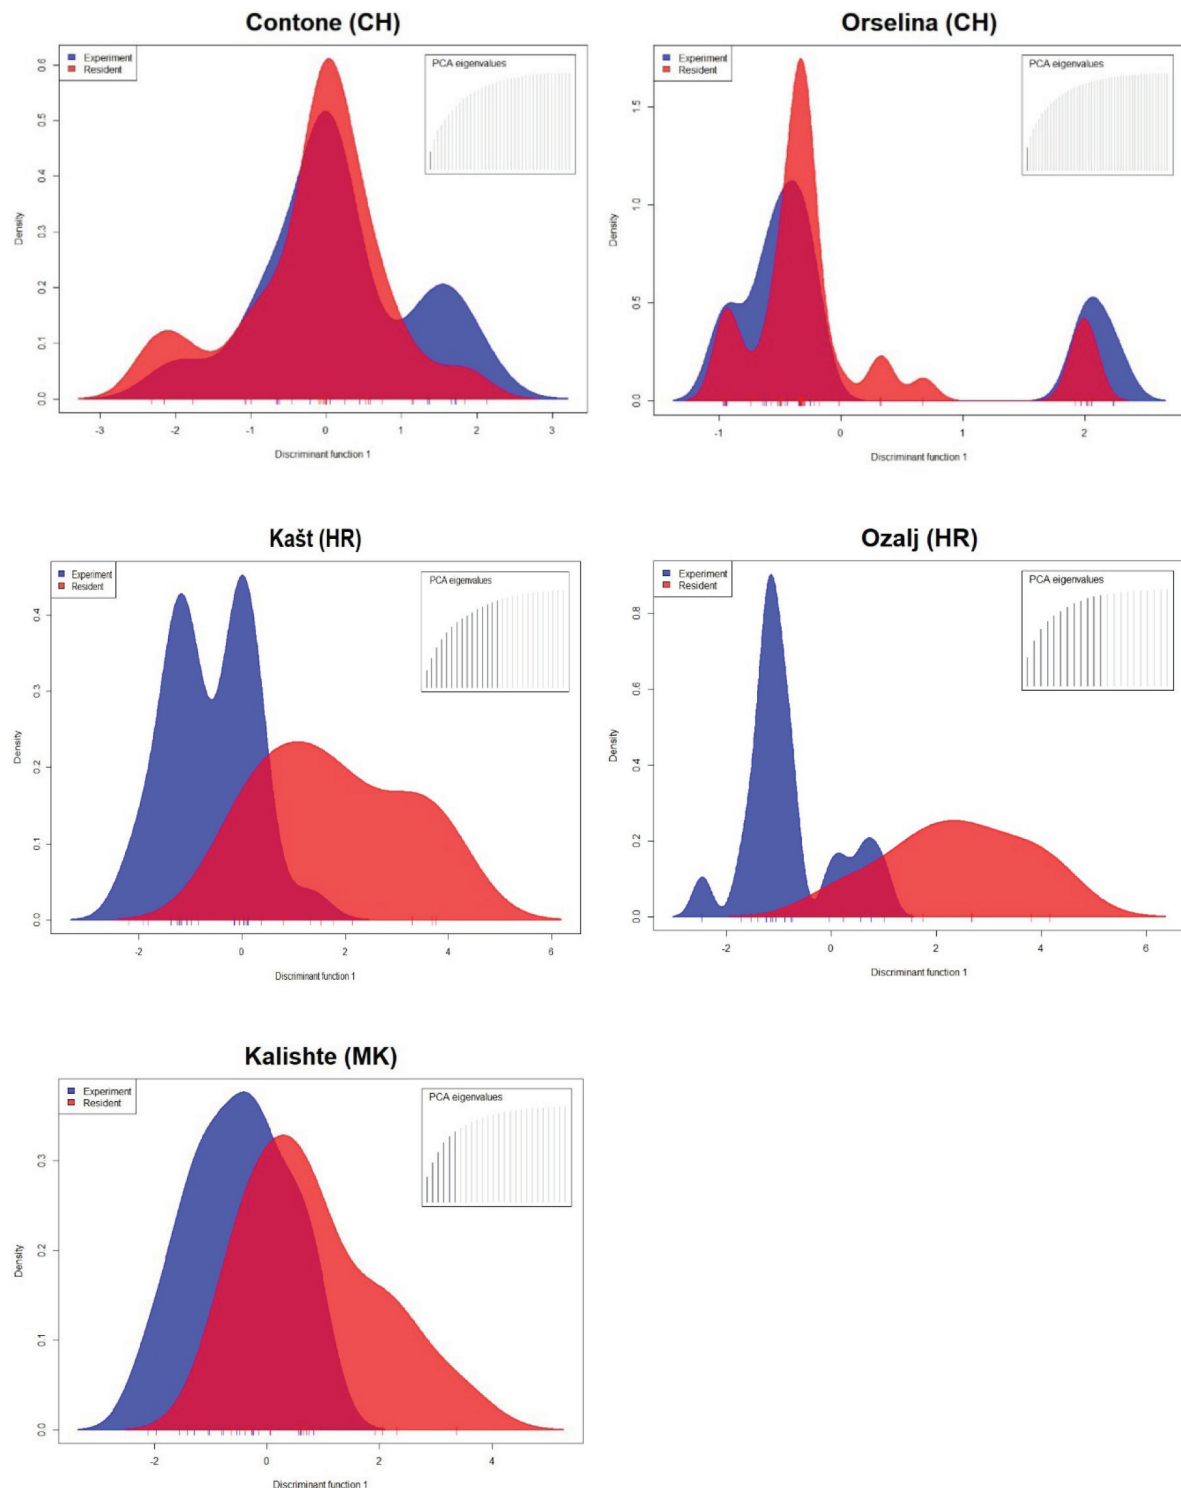 Contone (CH)
Experiment
Resident
PCA eigenvalues
Density
0.0 0.1 0.2 0.3 0.4 0.5 0.6
-3 -2 -1 0 1 2 3
Discriminant function 1
Orselina (CH)
Experiment
Resident
PCA eigenvalues
Density
0.0 0.5 1.0 1.5
-1 0 1 2
Discriminant function 1
Kašt (HR)
Experiment
Resident
PCA eigenvalues
Density
0.0 0.1 0.2 0.3 0.4
-2 0 2 4 6
Discriminant function 1
Ozalj (HR)
Experiment
Resident
PCA eigenvalues
Density
0.0 0.2 0.4 0.6 0.8
-2 0 2 4 6
Discriminant function 1
Kalishte (MK)
Experiment
Resident
PCA eigenvalues
Density
0.0 0.1 0.2 0.3
-2 0 2 4
Discriminant function 1